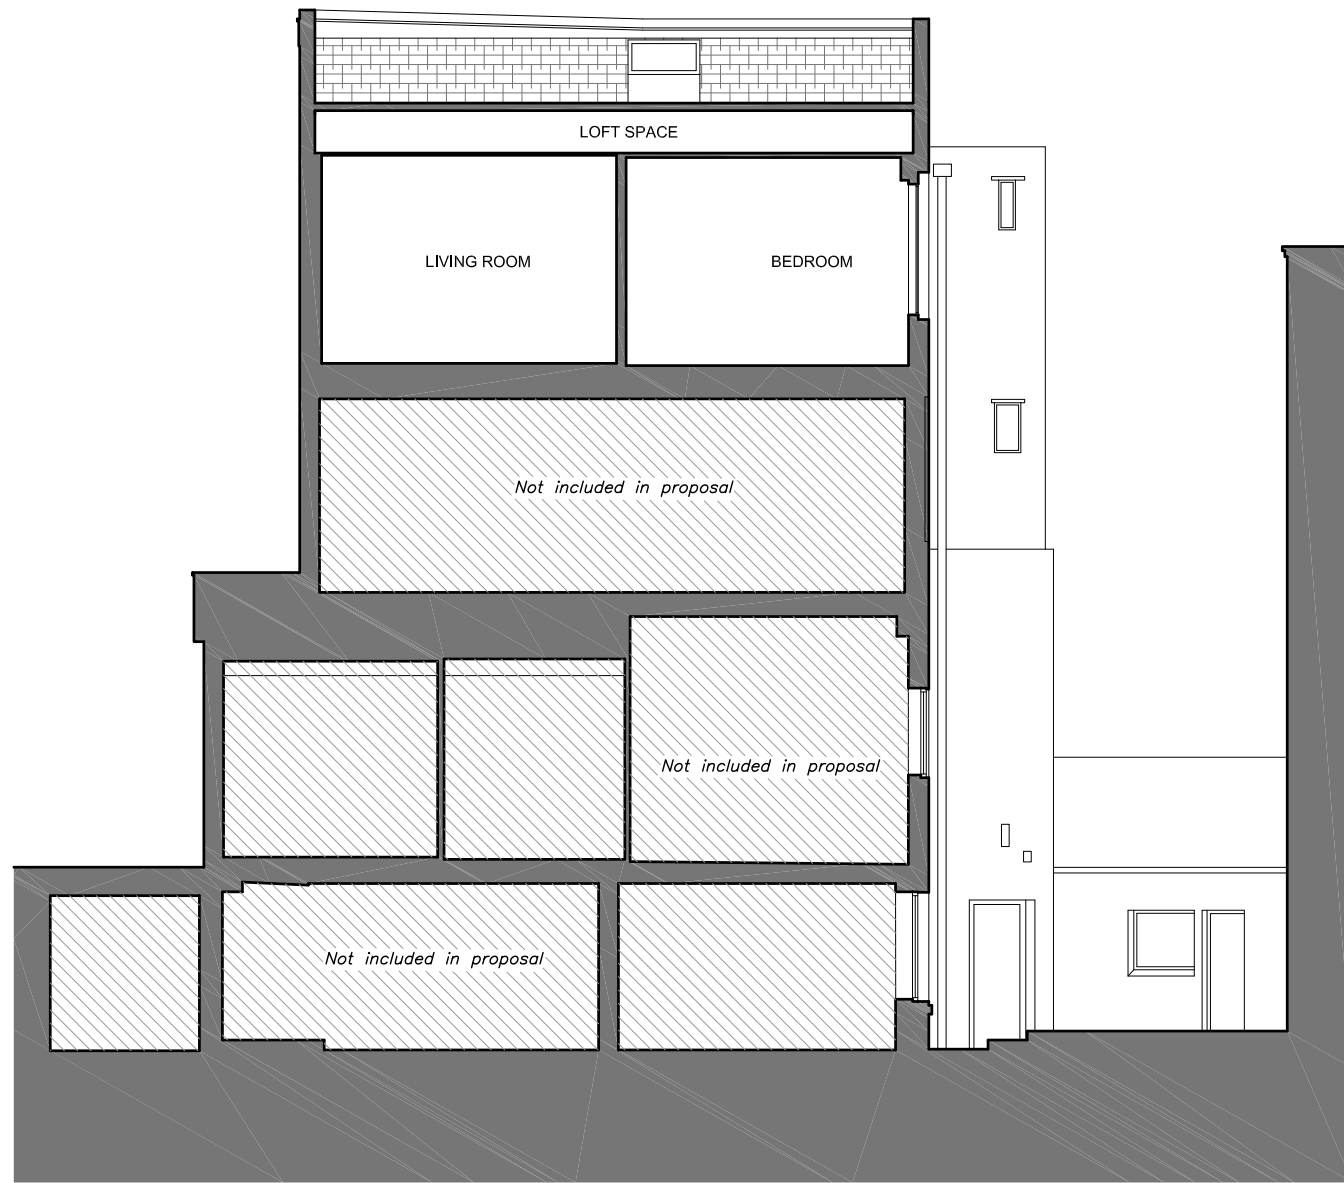 LOFT SPACE
LIVING ROOM
BEDROOM
Not included in proposal
Not included in proposal
Not included in proposal